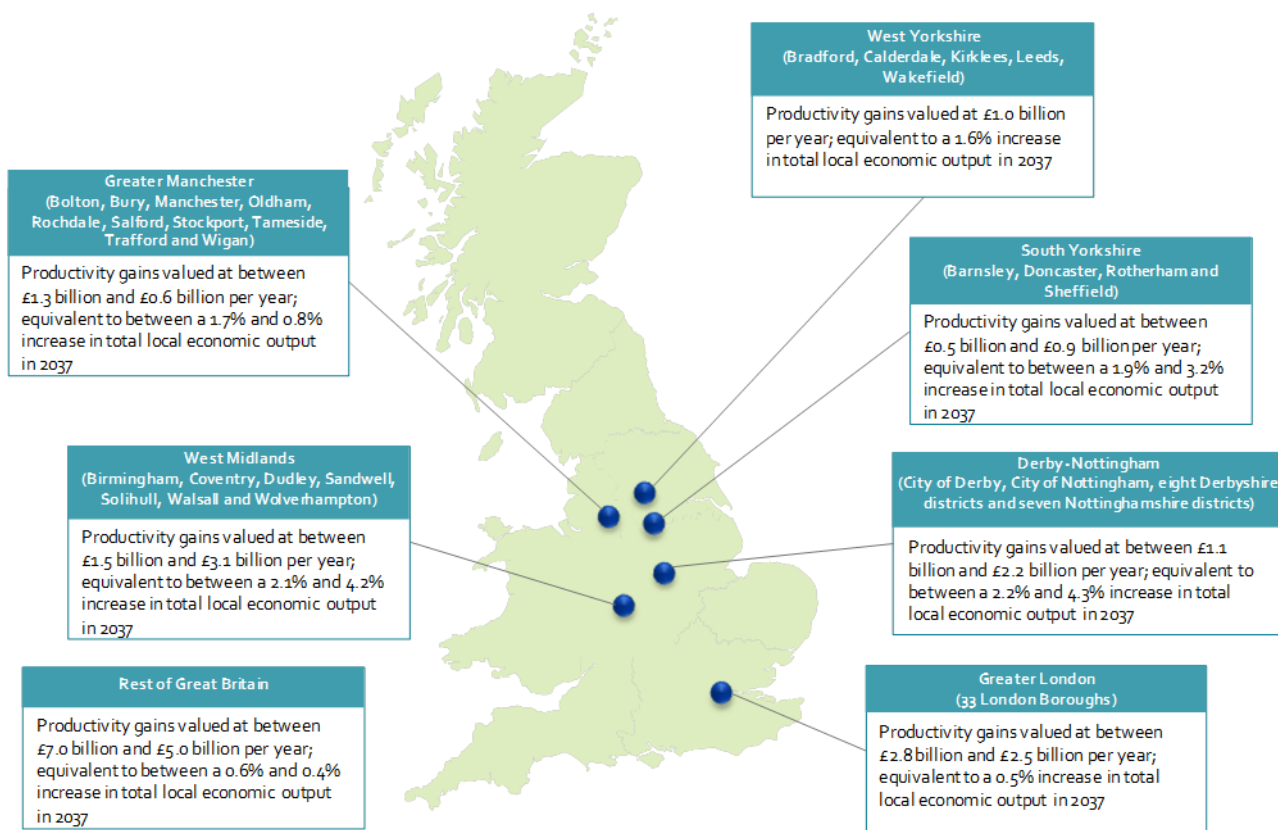 West Yorkshire
(Bradford, Calderdale, Kirklees, Leeds,
Wakefield)
Productivity gains valued at £1.0 billion
per year; equivalent to a 1.6% increase
in total local economic output in 2037
Greater Manchester
(Bolton, Bury, Manchester, Oldham,
Rochdale, Salford, Stockport, Tameside,
Trafford and Wigan)
Productivity gains valued at between
£1.3 billion and £0.6 billion per year;
equivalent to between a 1.7% and 0.8%
increase in total local economic output
in 2037
South Yorkshire
(Barnsley, Doncaster, Rotherham and
Sheffield)
Productivity gains valued at between
£0.5 billion and £0.9 billion per year;
equivalent to between a 1.9% and 3.2%
increase in total local economic output
in 2037
West Midlands
(Birmingham, Coventry, Dudley, Sandwell,
Solihull, Walsall and Wolverhampton)
Productivity gains valued at between
£1.5 billion and £3.1 billion per year;
equivalent to between a 2.1% and 4.2%
increase in total local economic output
in 2037
Derby-Nottingham
(City of Derby, City of Nottingham, eight Derbyshire
districts and seven Nottinghamshire districts)
Productivity gains valued at between £1.1
billion and £2.2 billion per year; equivalent to
between a 2.2% and 4.3% increase in total
local economic output in 2037
Rest of Great Britain
Productivity gains valued at between
£7.0 billion and £5.0 billion per year;
equivalent to between a 0.6% and 0.4%
increase in total local economic output
in 2037
Greater London
(33 London Boroughs)
Productivity gains valued at between
£2.8 billion and £2.5 billion per year;
equivalent to a 0.5% increase in total
local economic output in 2037